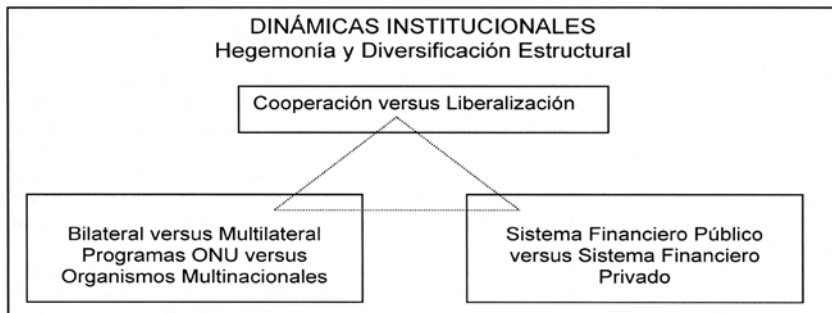 DINÁMICAS INSTITUCIONALES
Hegemonía y Diversificación Estructural
Cooperación versus Liberalización
Bilateral versus Multilateral
Programas ONU versus
Organismos Multinacionales
Sistema Financiero Público
versus Sistema Financiero
Privado